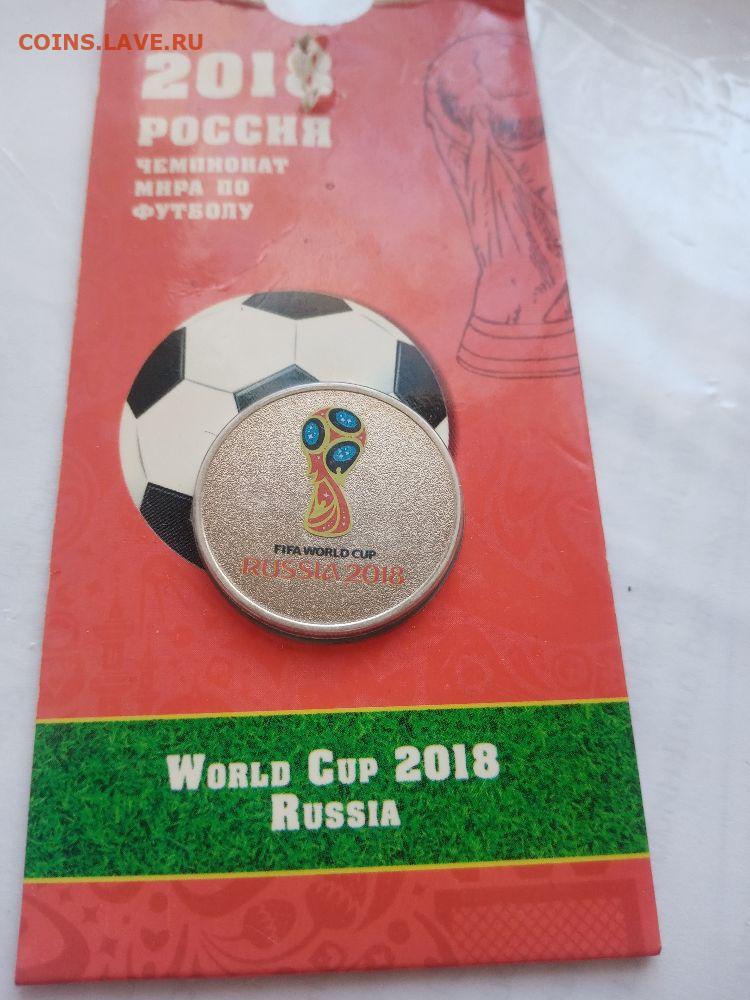 COINS.LAVE.RU
2018
РОССИЯ
ЧЕМПИОНАТ
МИРА ПО
ФУТБОЛУ
FIFA WORLD CUP
RUSSIA 2018
WORLD CUP 2018
RUSSIA